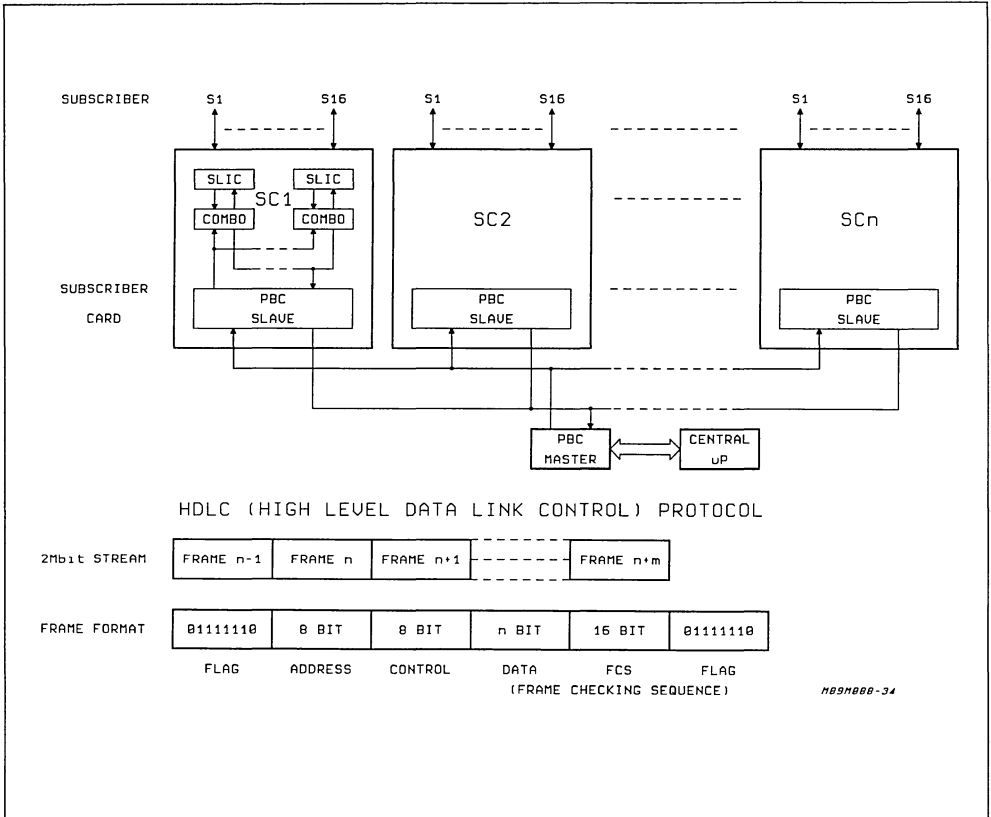 SUBSCRIBER S1 S16 S1 S16 S1 S16
SLIC SLIC
SC1
COMBO COMBO
SC2 SCn
SUBSCRIBER
CARD
PBC
SLAVE
PBC
SLAVE
PBC
SLAVE
PBC
MASTER
CENTRAL
uP
HDLC (HIGH LEVEL DATA LINK CONTROL) PROTOCOL
2Mbit STREAM FRAME n-1 FRAME n FRAME n+1 FRAME n+m
FRAME FORMAT 01111110 8 BIT 8 BIT n BIT 16 BIT 01111110
FLAG ADDRESS CONTROL DATA FCS FLAG
(FRAME CHECKING SEQUENCE)